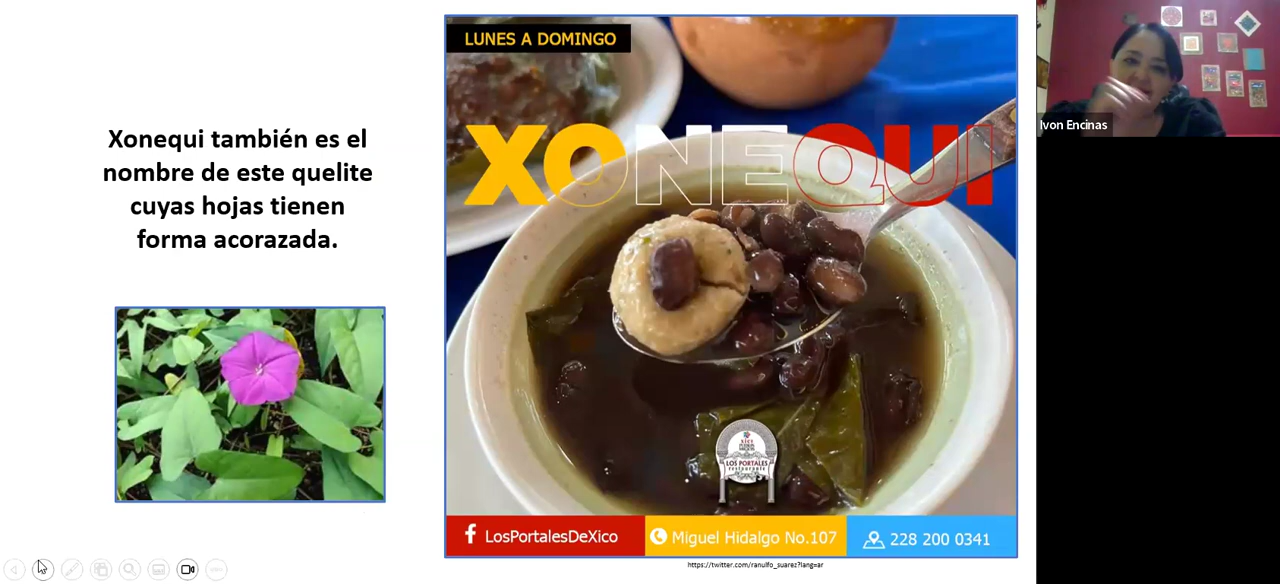 Xonequi también es el
nombre de este quelite
cuyas hojas tienen
forma acorazada.
LUNES A DOMINGO
XONEQUI
LOS PORTALES
restaurante
LosPortalesDeXico
Miguel Hidalgo No.107
228 200 0341
https://twitter.com/ranulfo_suarez?lang=ar
Ivon Encinas